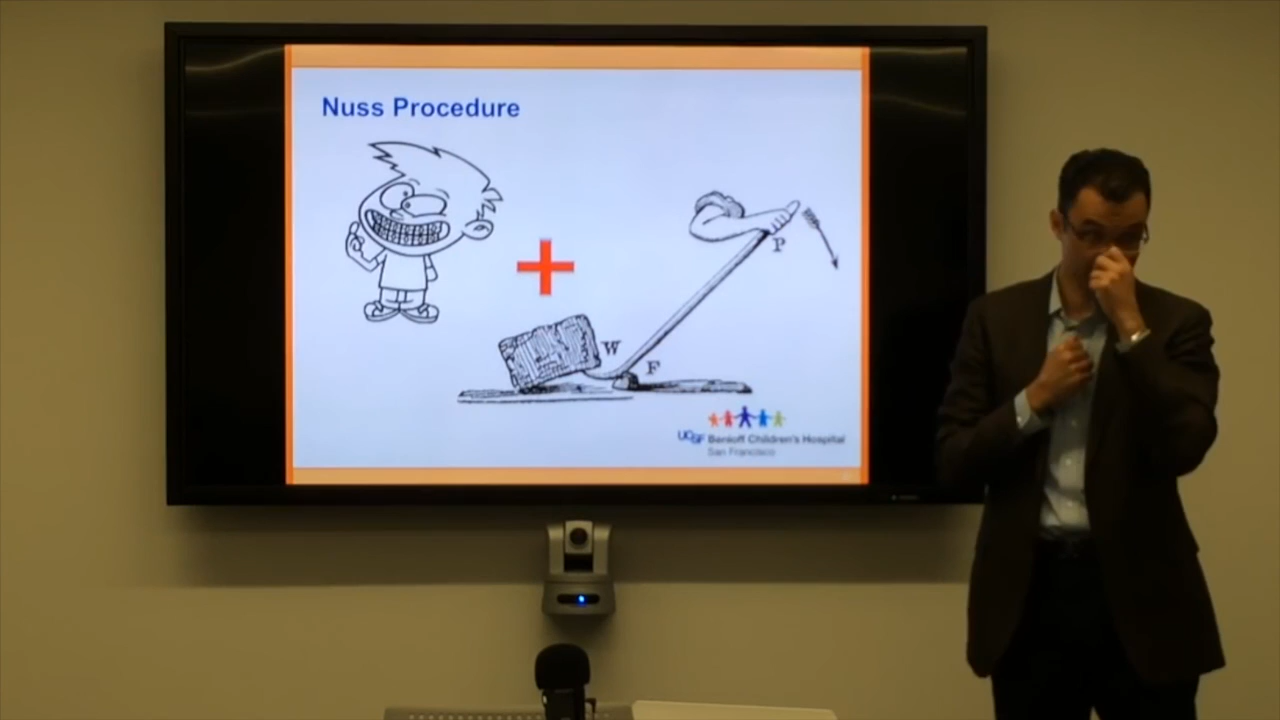 Nuss Procedure
P
W
F
UCSF Benioff Children's Hospital
San Francisco